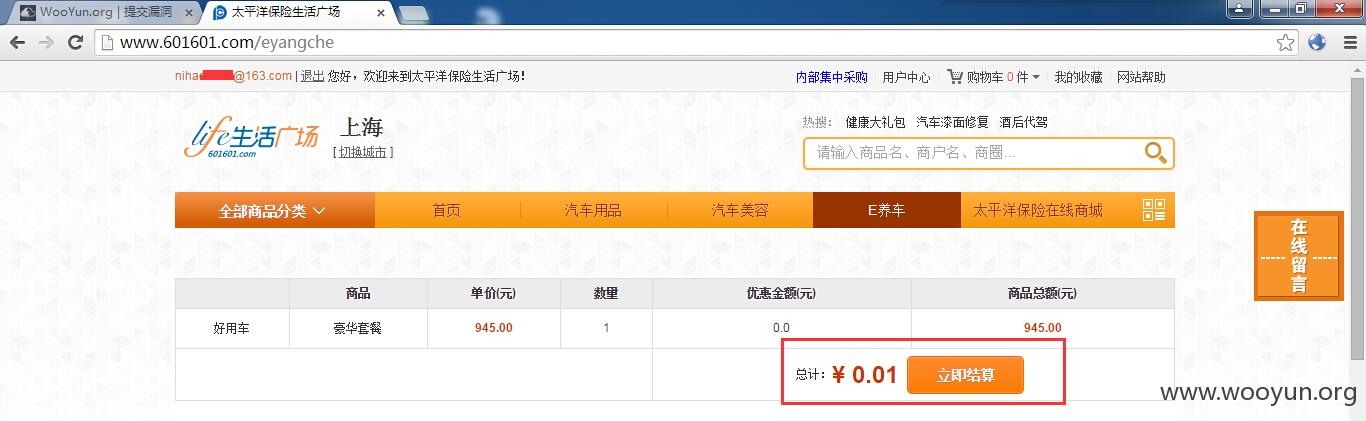 WooYun.org | 提交漏洞
太平洋保险生活广场
www.601601.com/eyangche
niha @163.com | 退出 您好，欢迎来到太平洋保险生活广场！
内部集中采购 用户中心 购物车 0 件 我的收藏 网站帮助
life生活广场
601601.com
上海
[ 切换城市 ]
热搜： 健康大礼包 汽车漆面修复 酒后代驾
请输入商品名、商户名、商圈...
全部商品分类 首页 汽车用品 汽车美容 E养车 太平洋保险在线商城
在线留言
商品 单价(元) 数量 优惠金额(元) 商品总额(元)
好用车 豪华套餐 945.00 1 0.0 945.00
总计：¥ 0.01 立即结算
www.wooyun.org